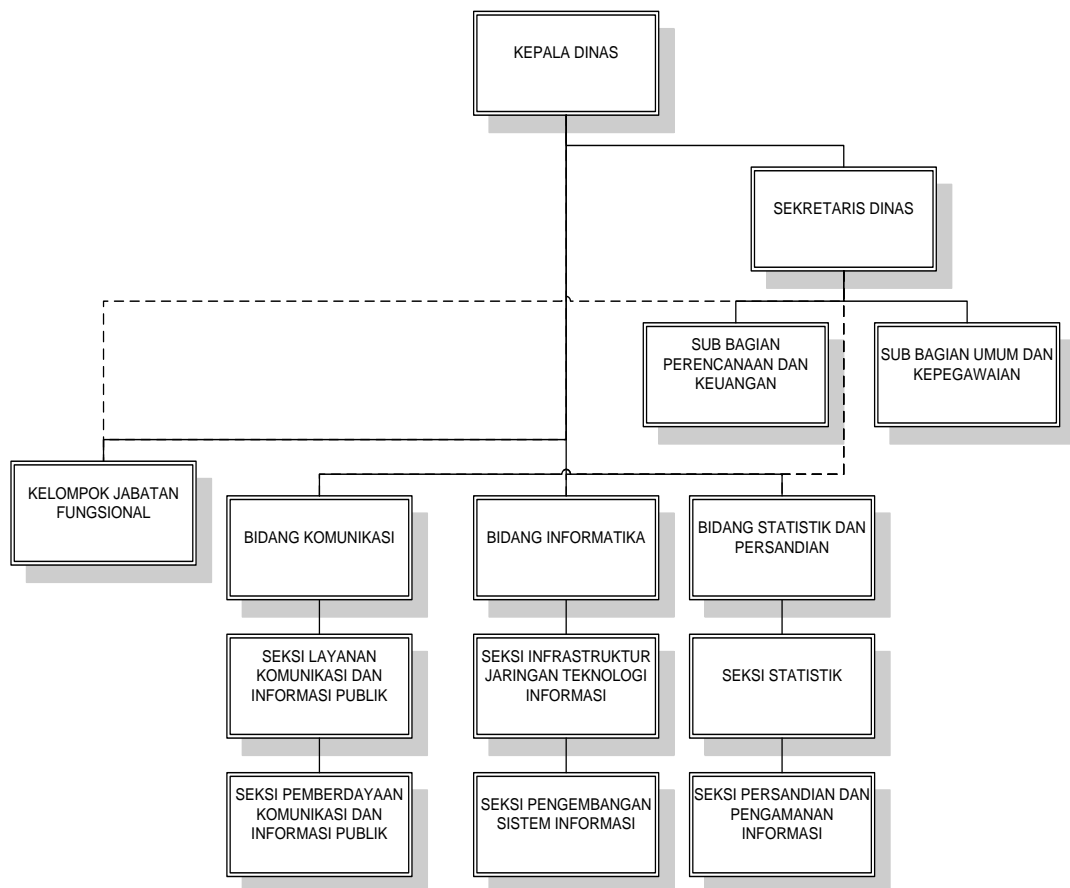 KEPALA DINAS
SEKRETARIS DINAS
SUB BAGIAN
PERENCANAAN DAN
KEUANGAN
SUB BAGIAN UMUM DAN
KEPEGAWAIAN
KELOMPOK JABATAN
FUNGSIONAL
BIDANG KOMUNIKASI
BIDANG INFORMATIKA
BIDANG STATISTIK DAN
PERSANDIAN
SEKSI LAYANAN
KOMUNIKASI DAN
INFORMASI PUBLIK
SEKSI INFRASTRUKTUR
JARINGAN TEKNOLOGI
INFORMASI
SEKSI STATISTIK
SEKSI PEMBERDAYAAN
KOMUNIKASI DAN
INFORMASI PUBLIK
SEKSI PENGEMBANGAN
SISTEM INFORMASI
SEKSI PERSANDIAN DAN
PENGAMANAN
INFORMASI